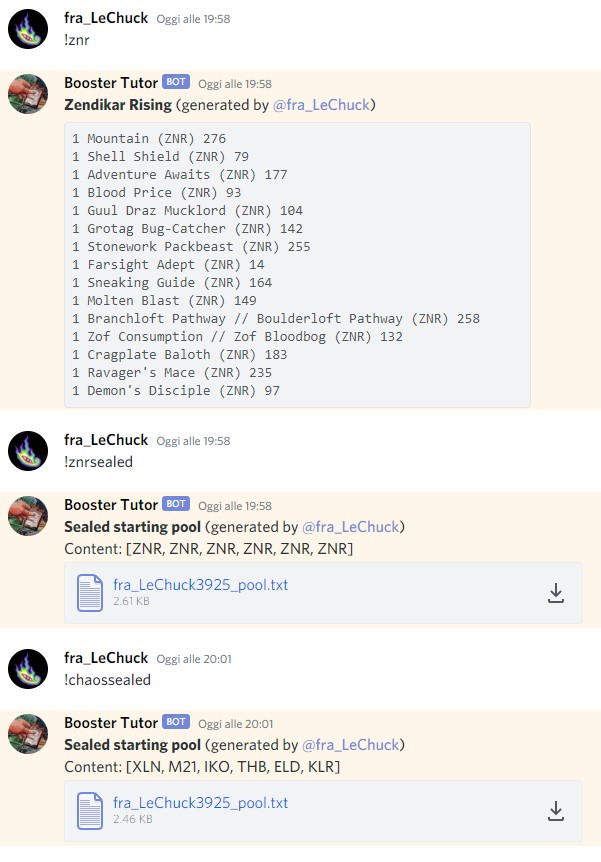 fra_LeChuck Oggi alle 19:58
!znr
Booster Tutor BOT Oggi alle 19:58
Zendikar Rising (generated by @fra_LeChuck)
1 Mountain (ZNR) 276
1 Shell Shield (ZNR) 79
1 Adventure Awaits (ZNR) 177
1 Blood Price (ZNR) 93
1 Guul Draz Mucklord (ZNR) 104
1 Grotag Bug-Catcher (ZNR) 142
1 Stonework Packbeast (ZNR) 255
1 Farsight Adept (ZNR) 14
1 Sneaking Guide (ZNR) 164
1 Molten Blast (ZNR) 149
1 Branchloft Pathway // Boulderloft Pathway (ZNR) 258
1 Zof Consumption // Zof Bloodbog (ZNR) 132
1 Cragplate Baloth (ZNR) 183
1 Ravager's Mace (ZNR) 235
1 Demon's Disciple (ZNR) 97
fra_LeChuck Oggi alle 19:58
!znrsealed
Booster Tutor BOT Oggi alle 19:58
Sealed starting pool (generated by @fra_LeChuck)
Content: [ZNR, ZNR, ZNR, ZNR, ZNR, ZNR]
fra_LeChuck3925_pool.txt
2.61 KB
fra_LeChuck Oggi alle 20:01
!chaossealed
Booster Tutor BOT Oggi alle 20:01
Sealed starting pool (generated by @fra_LeChuck)
Content: [XLN, M21, IKO, THB, ELD, KLR]
fra_LeChuck3925_pool.txt
2.46 KB